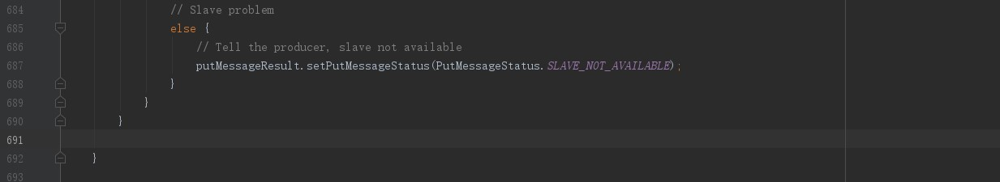 684 // Slave problem
685 else {
686 // Tell the producer, slave not available
687 putMessageResult.setPutMessageStatus(PutMessageStatus.SLAVE_NOT_AVAILABLE);
688 }
689 }
690 }
691
692 }
693